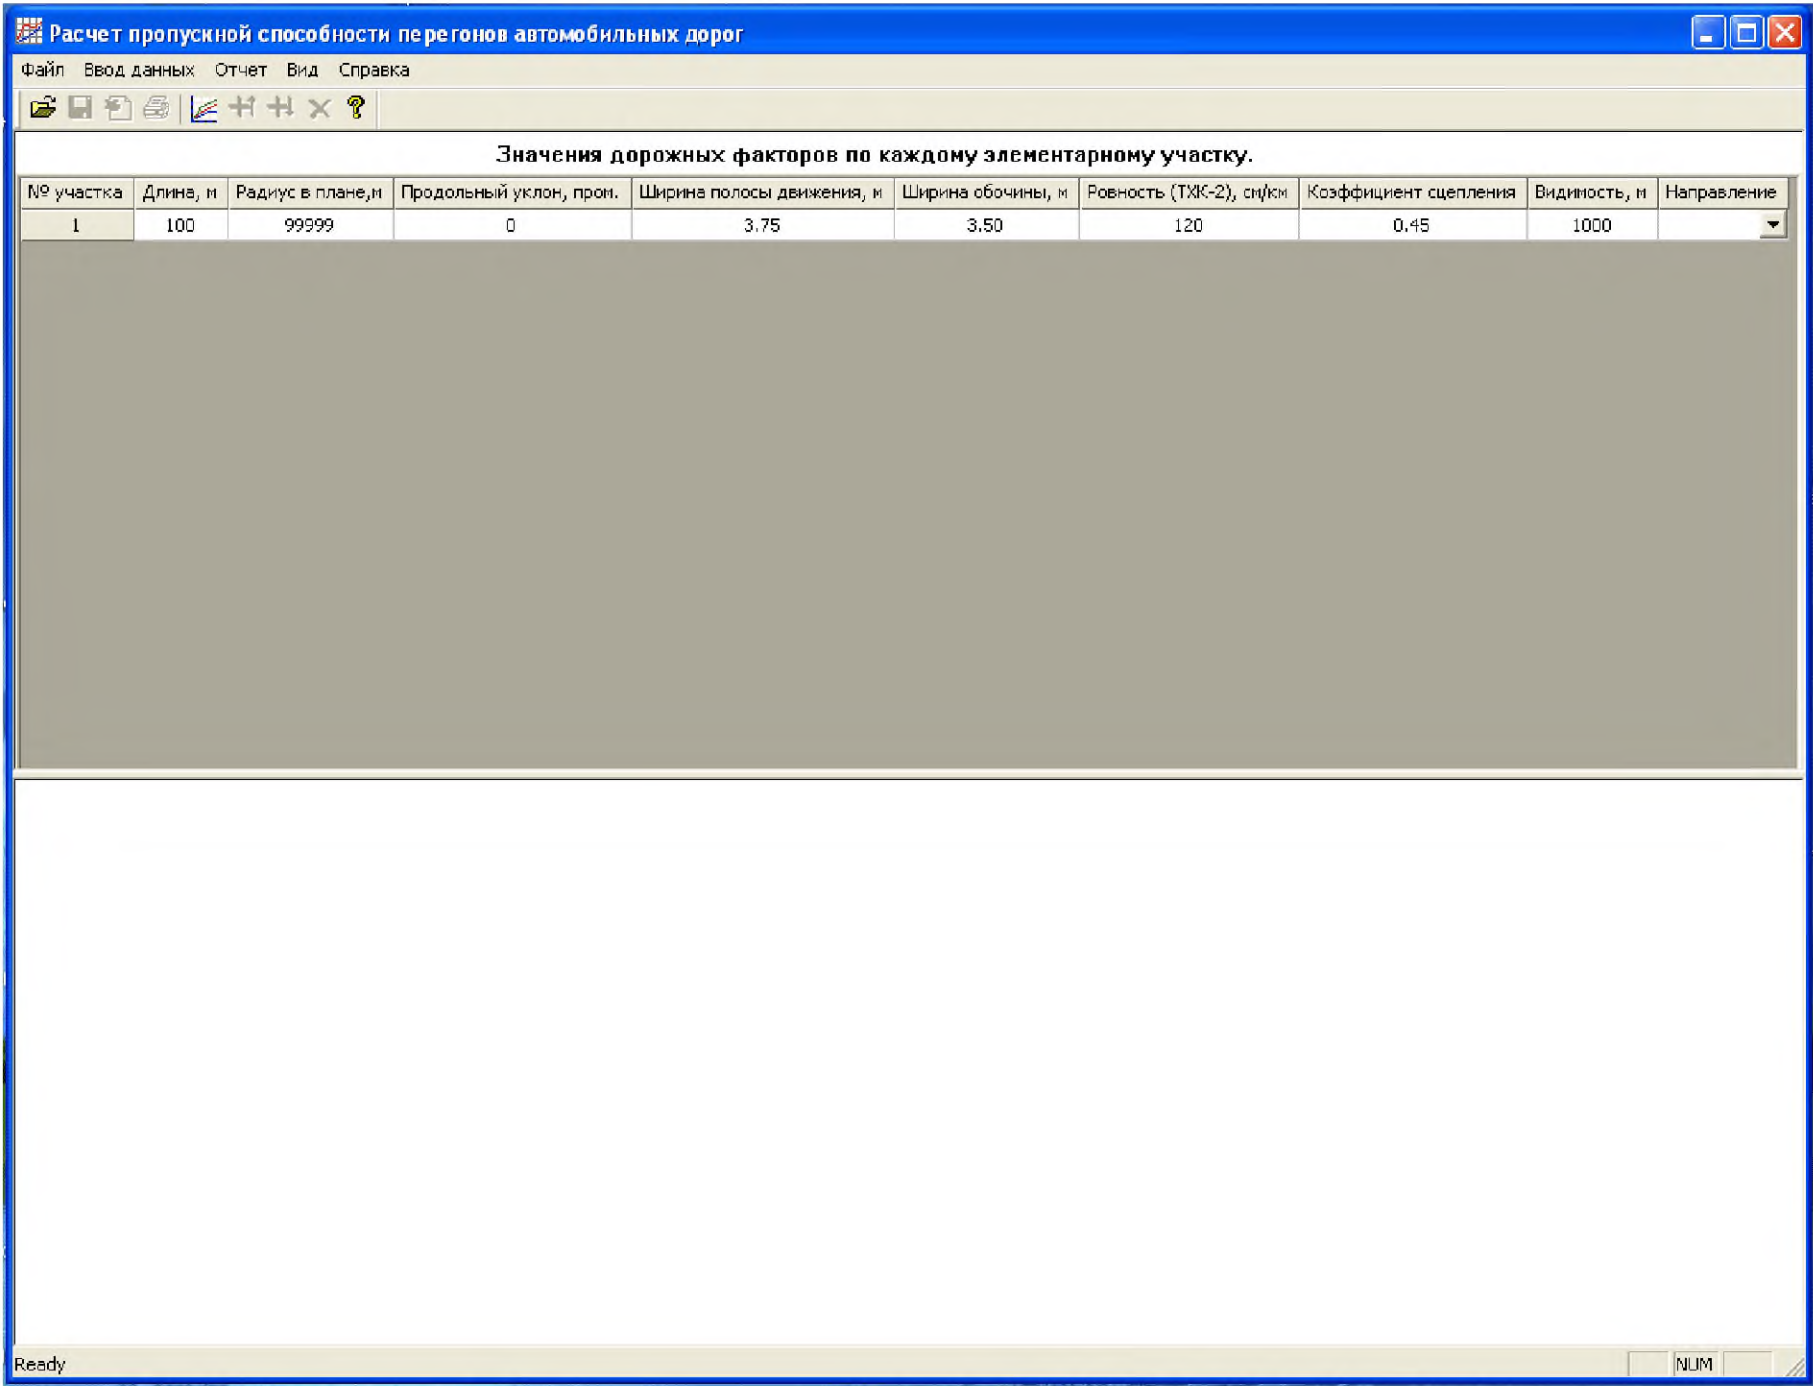 Расчет пропускной способности перегонов автомобильных дорог
Файл Ввод данных Отчет Вид Справка
Значения дорожных факторов по каждому элементарному участку.
№ участка Длина, м Радиус в плане,м Продольный уклон, пром. Ширина полосы движения, м Ширина обочины, м Ровность (ТХК-2), см/км Коэффициент сцепления Видимость, м Направление
1 100 99999 0 3.75 3.50 120 0.45 1000
Ready NUM